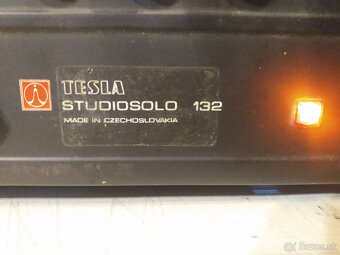 TESLA
STUDIOSOLO 132
MADE IN CZECHOSLOVAKIA
© Bazos.sk